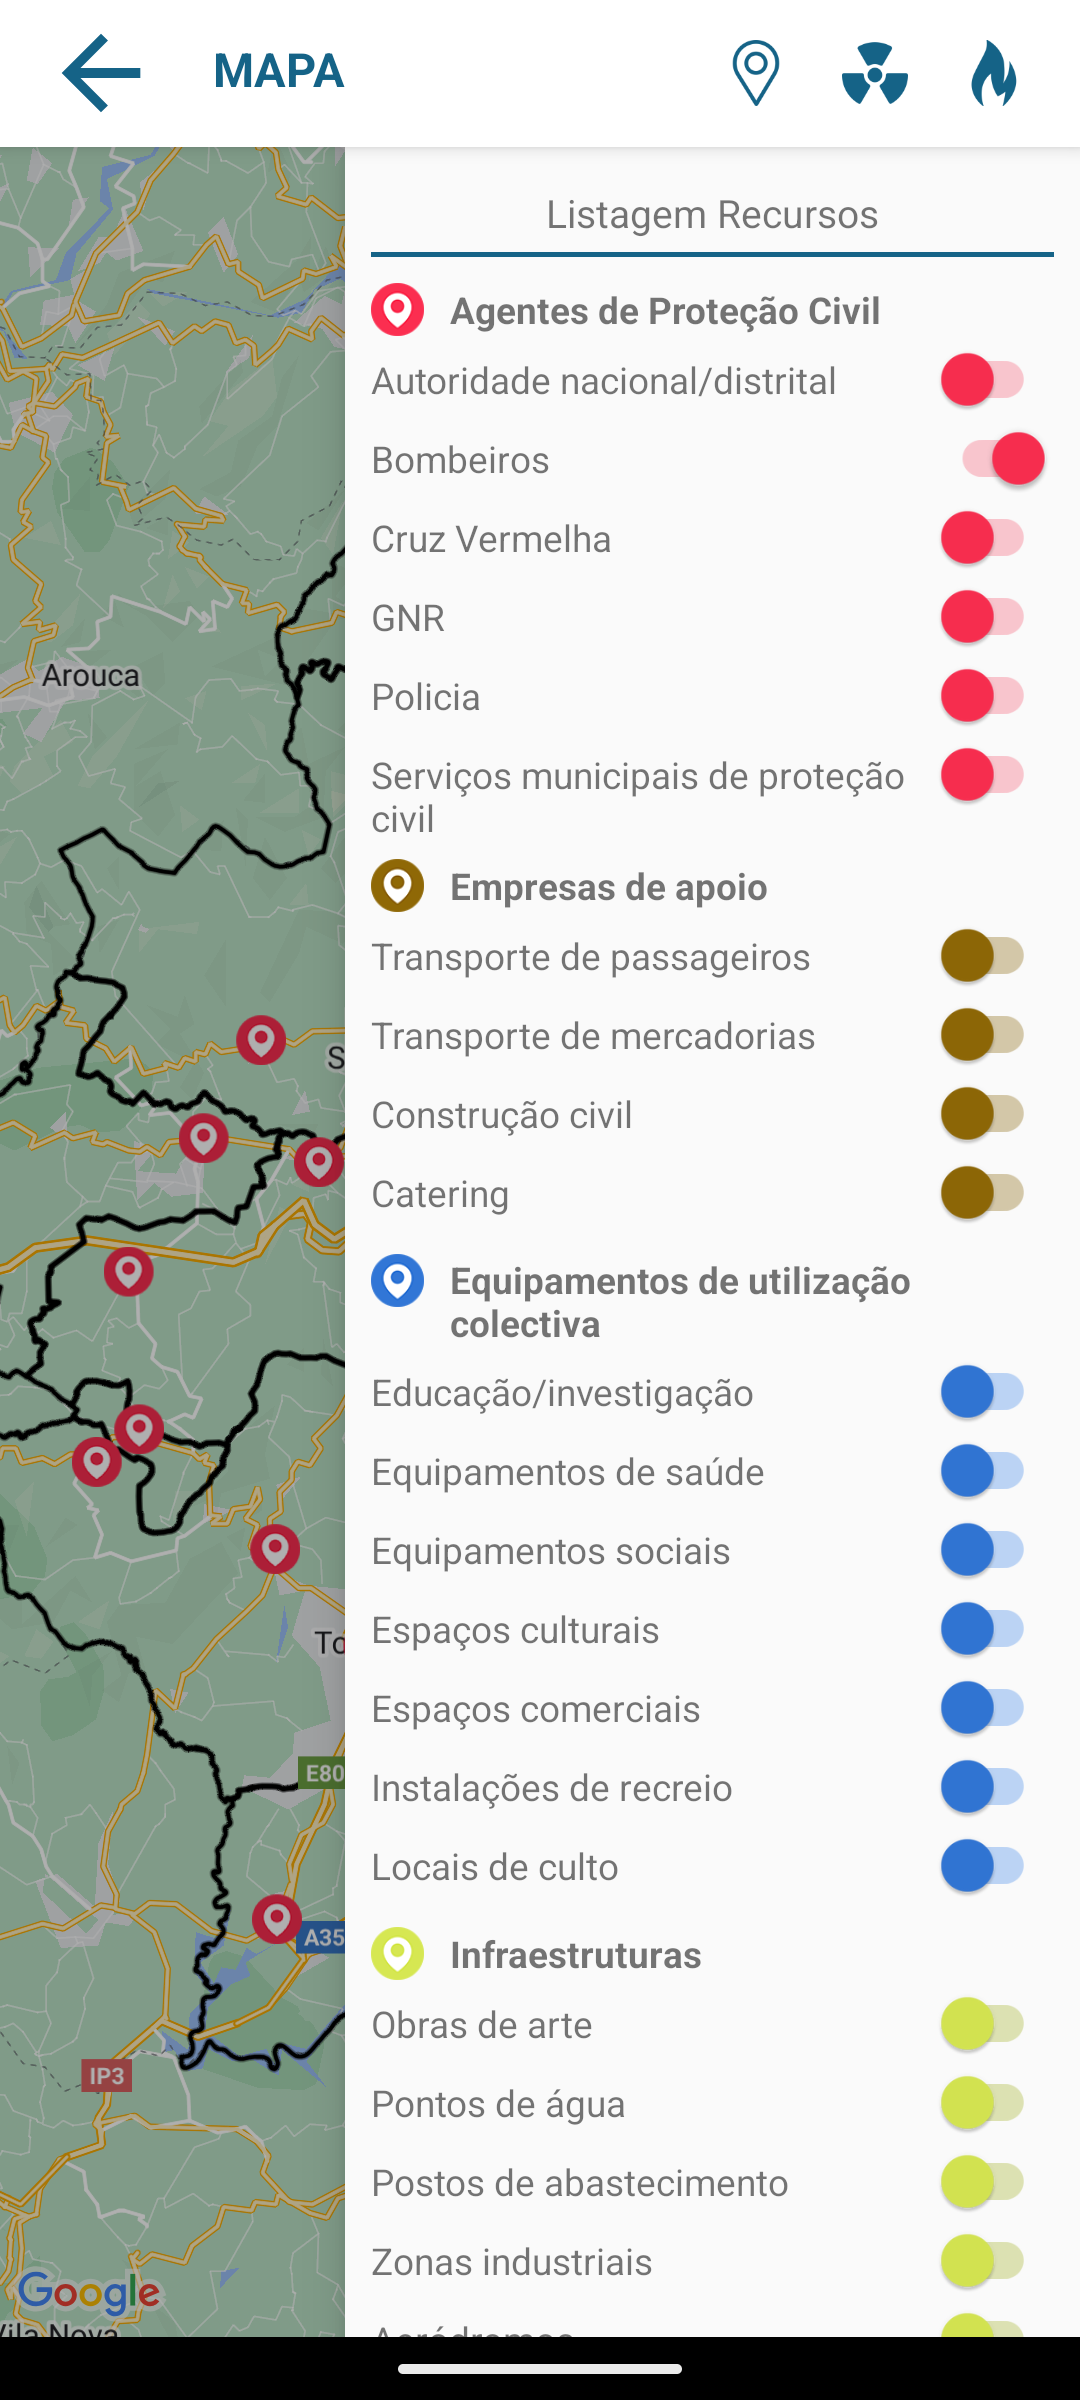 MAPA
Listagem Recursos
Agentes de Proteção Civil
Autoridade nacional/distrital
Bombeiros
Cruz Vermelha
GNR
Policia
Serviços municipais de proteção
civil
Empresas de apoio
Transporte de passageiros
Transporte de mercadorias
Construção civil
Catering
Equipamentos de utilização
colectiva
Educação/investigação
Equipamentos de saúde
Equipamentos sociais
Espaços culturais
Espaços comerciais
Instalações de recreio
Locais de culto
Infraestruturas
Obras de arte
Pontos de água
Postos de abastecimento
Zonas industriais
Arouca
S
To
E80
A35
IP3
Google
Vila Nova